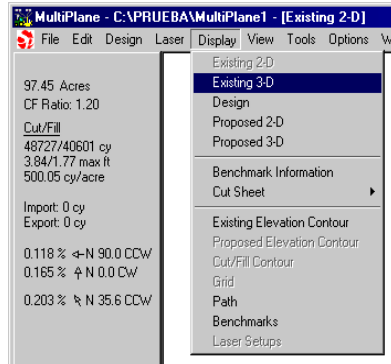 MultiPlane - C:\PRUEBA\MultiPlane1 - [Existing 2-D]
File Edit Design Laser Display View Tools Options
97.45 Acres
CF Ratio: 1.20
Cut/Fill
48727/40601 cy
3.84/1.77 max ft
500.05 cy/acre
Import: 0 cy
Export: 0 cy
0.118 % N 90.0 CCW
0.165 % N 0.0 CW
0.203 % N 35.6 CCW
Existing 2-D
Existing 3-D
Design
Proposed 2-D
Proposed 3-D
Benchmark Information
Cut Sheet
Existing Elevation Contour
Proposed Elevation Contour
Cut/Fill Contour
Grid
Path
Benchmarks
Laser Setups